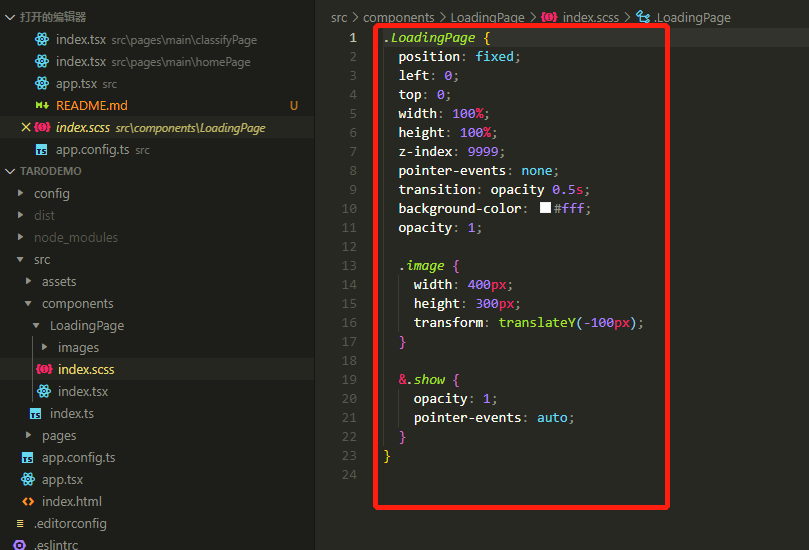 打开的编辑器
index.tsx src\pages\main\classifyPage
index.tsx src\pages\main\homePage
app.tsx src
README.md U
index.scss src\components\LoadingPage
TS app.config.ts src
TARODEMO
config
dist
node_modules
src
assets
components
LoadingPage
images
index.scss
index.tsx
TS index.ts
pages
TS app.config.ts
app.tsx
index.html
.editorconfig
.eslintrc
src > components > LoadingPage > index.scss > .LoadingPage
1 .LoadingPage {
2 position: fixed;
3 left: 0;
4 top: 0;
5 width: 100%;
6 height: 100%;
7 z-index: 9999;
8 pointer-events: none;
9 transition: opacity 0.5s;
10 background-color: #fff;
11 opacity: 1;
12
13 .image {
14 width: 400px;
15 height: 300px;
16 transform: translateY(-100px);
17 }
18
19 &.show {
20 opacity: 1;
21 pointer-events: auto;
22 }
23 }
24